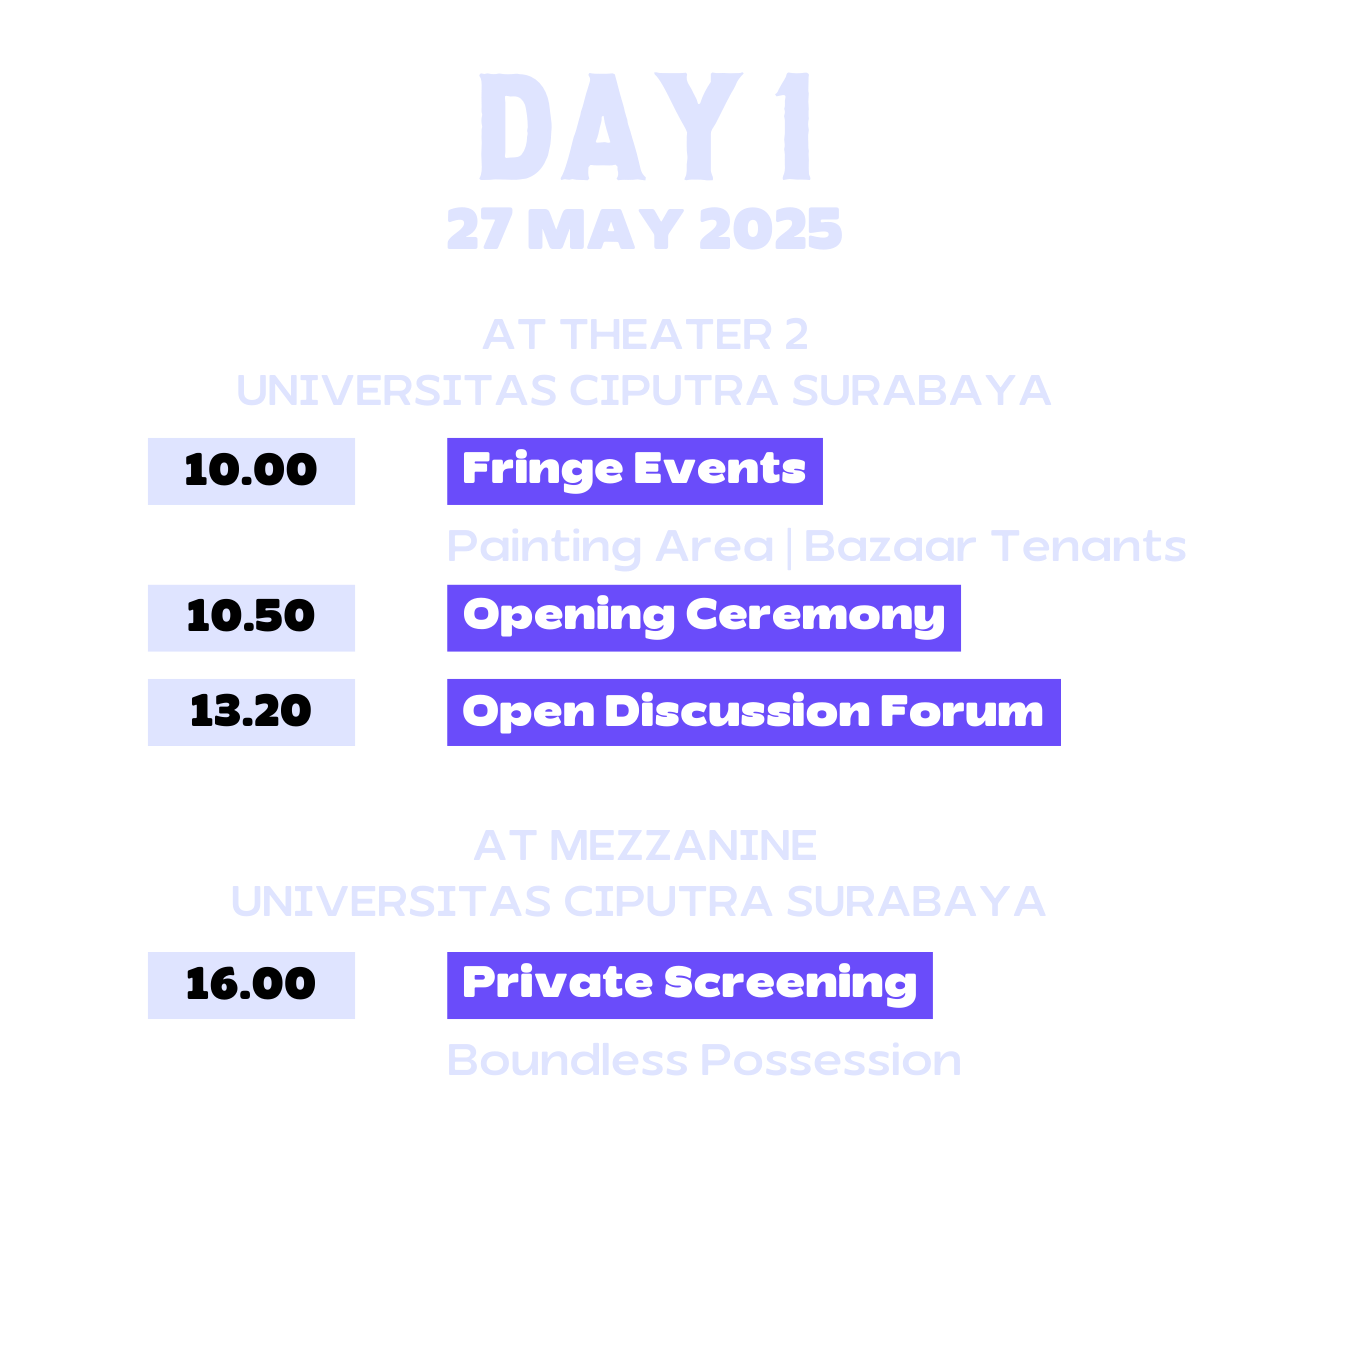 DAY 1
27 MAY 2025
AT THEATER 2
UNIVERSITAS CIPUTRA SURABAYA
10.00 Fringe Events
Painting Area | Bazaar Tenants
10.50 Opening Ceremony
13.20 Open Discussion Forum
AT MEZZANINE
UNIVERSITAS CIPUTRA SURABAYA
16.00 Private Screening
Boundless Possession